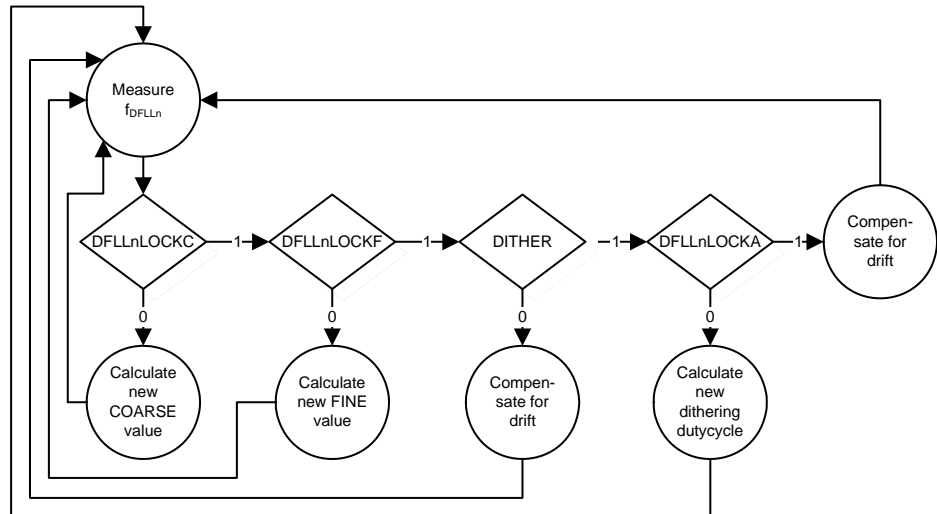 Measure
fDFLLn
DFLLnLOCKC
1
DFLLnLOCKF
1
DITHER
1
DFLLnLOCKA
1
Compen-
sate for
drift
0
0
0
0
Calculate
new
COARSE
value
Calculate
new FINE
value
Compen-
sate for
drift
Calculate
new
dithering
dutycycle